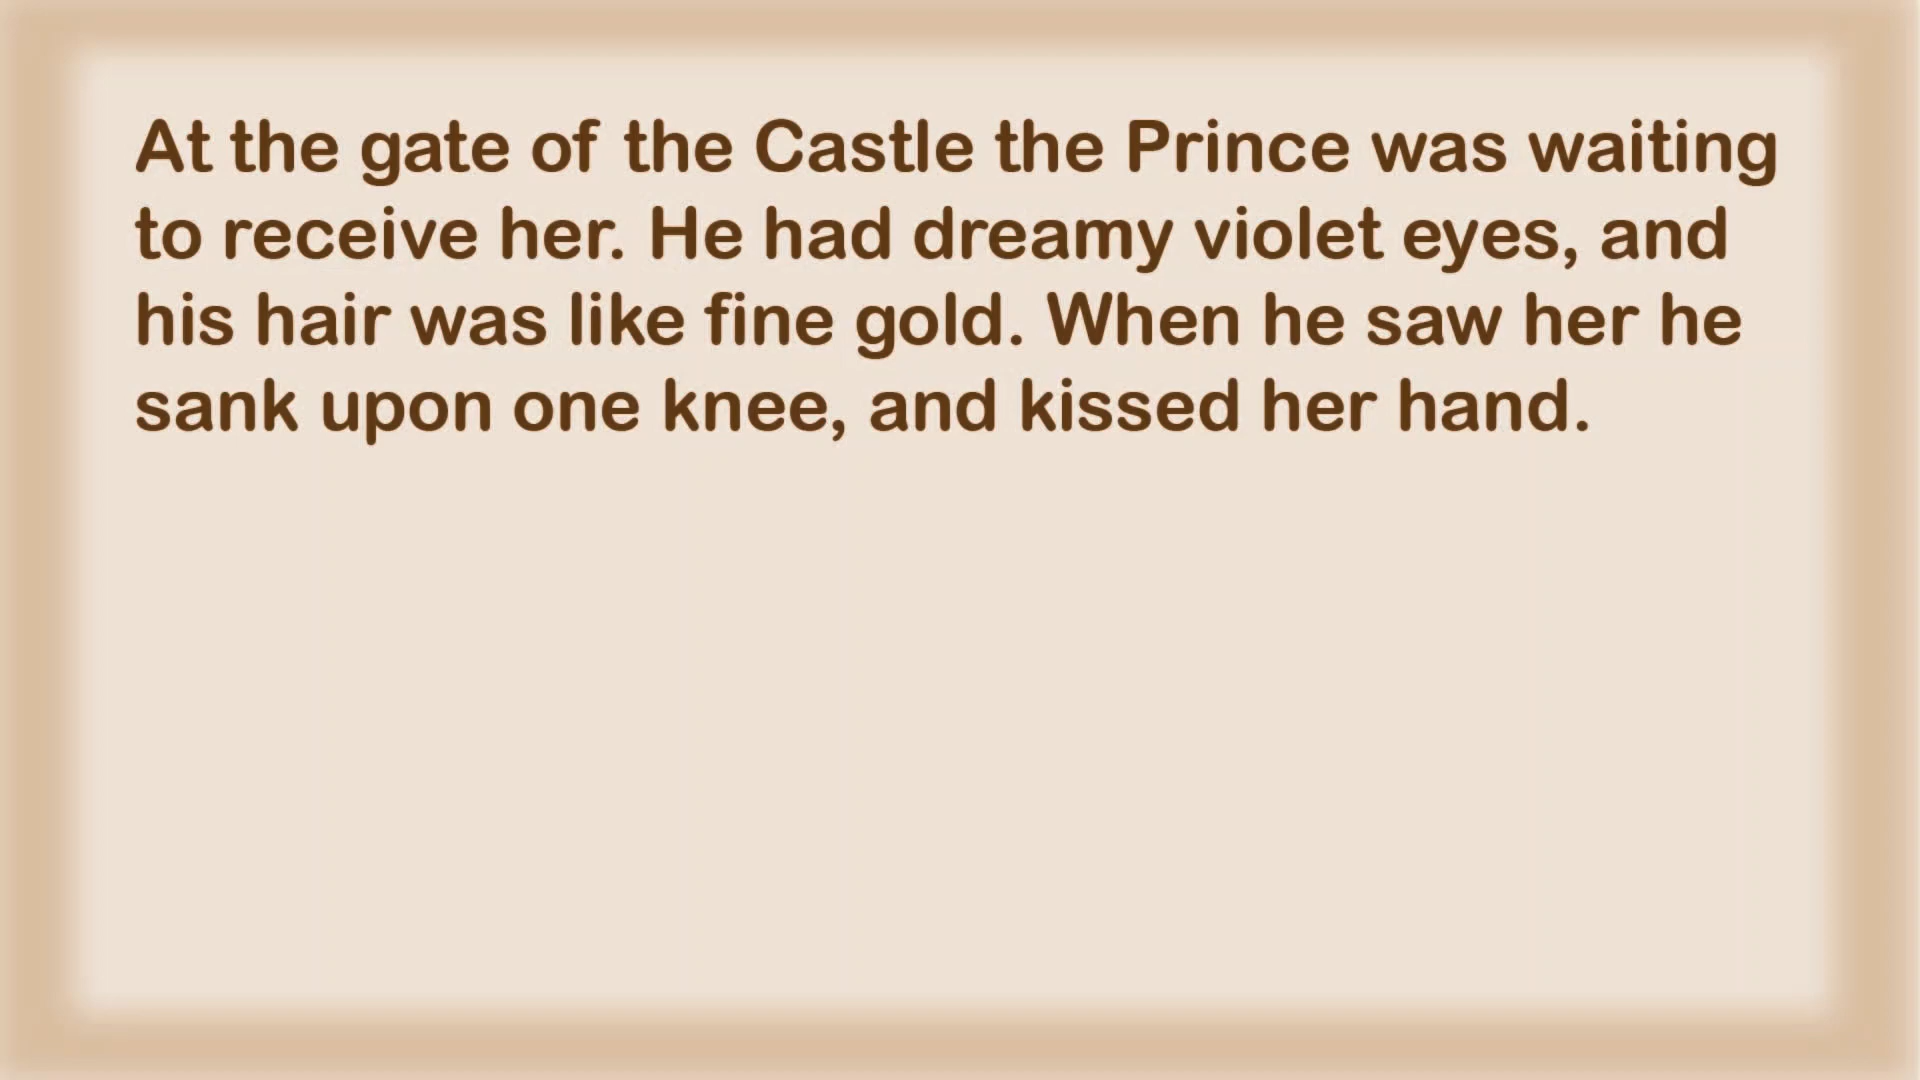 At the gate of the Castle the Prince was waiting
to receive her. He had dreamy violet eyes, and
his hair was like fine gold. When he saw her he
sank upon one knee, and kissed her hand.